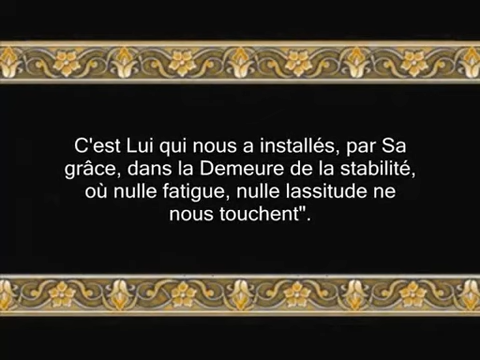 C'est Lui qui nous a installés, par Sa
grâce, dans la Demeure de la stabilité,
où nulle fatigue, nulle lassitude ne
nous touchent".